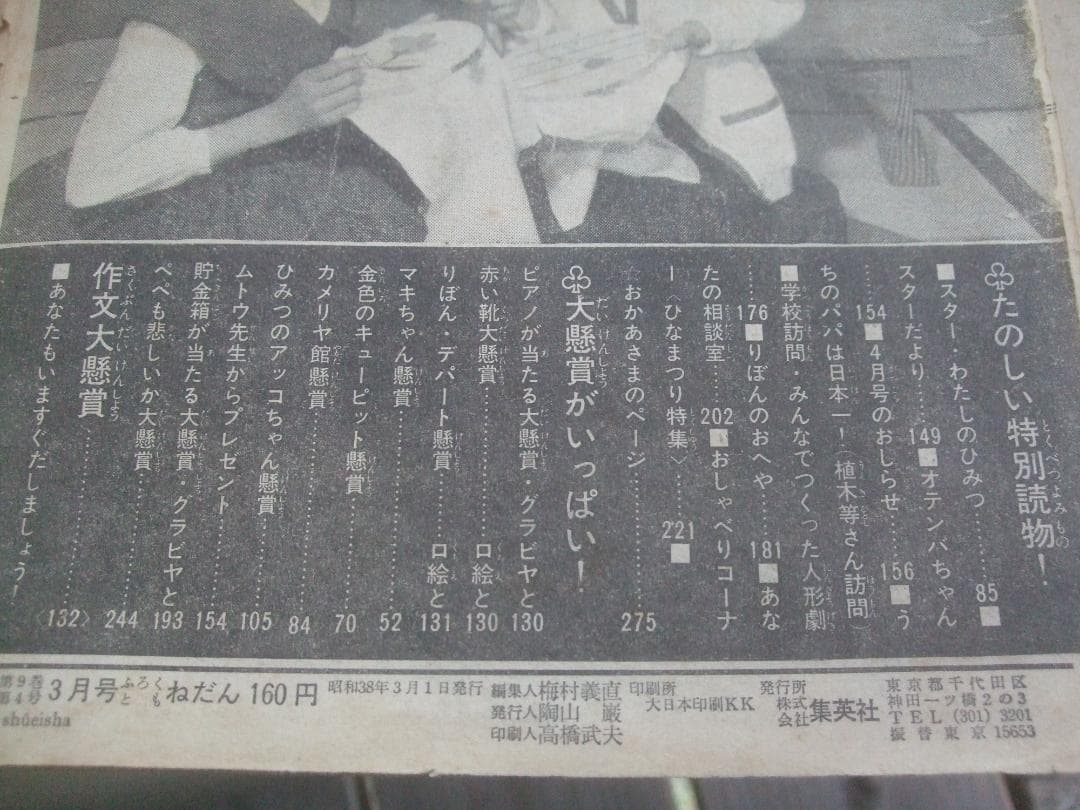 ♧たのしい特別読物！
■スター・わたしのひみつ……85■
スターだより……149■オテンバちゃん
……154■4月号のおしらせ……156■う
ちのパパは日本一！〈植木等さん訪問〉
■学校訪問・みんなでつくった人形劇
……176■りぼんのおへや……181■あな
たの相談室……202■おしゃべりコーナ
ー〈ひなまつり特集〉……221■
おかあさまのページ……275
♧大懸賞がいっぱい！
ピアノが当たる大懸賞・グラビヤと130
赤い靴大懸賞……口絵と130
りぼん・デパート懸賞……口絵と131
マキちゃん懸賞……52
金色のキューピット懸賞……70
カメリヤ館懸賞……84
ひみつのアッコちゃん懸賞……105
ムトウ先生からプレゼント……154
貯金箱が当たる大懸賞・グラビヤと193
ペペも悲しいか大懸賞……244
作文大懸賞……〈132〉
■あなたもいますぐだしましょう！
第9巻
第4号
3月号ふろくとも ねだん160円
shūeisha
昭和38年3月1日発行
編集人 梅村義直
発行人 陶山 巌
印刷人 高橋武夫
印刷所
大日本印刷KK
発行所
株式会社 集英社
東京都千代田区
神田一ツ橋2の3
TEL (301) 3201
振替東京 15653